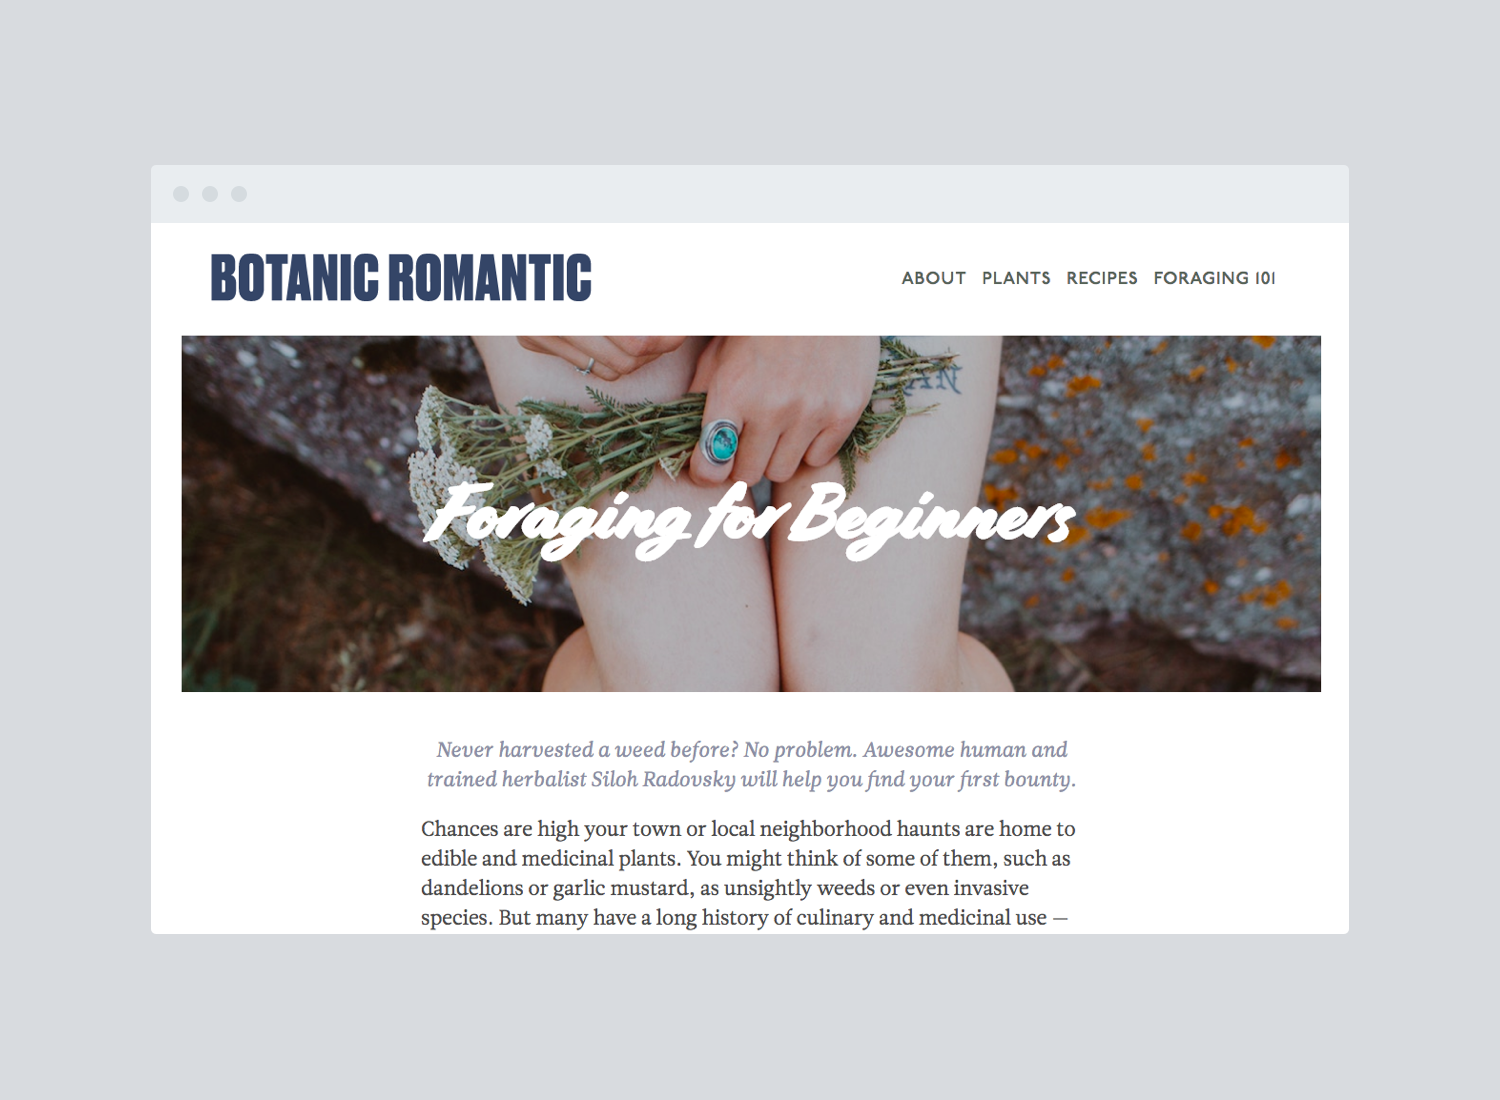 BOTANIC ROMANTIC
ABOUT PLANTS RECIPES FORAGING 101
Foraging for Beginners
Never harvested a weed before? No problem. Awesome human and
trained herbalist Siloh Radovsky will help you find your first bounty.
Chances are high your town or local neighborhood haunts are home to
edible and medicinal plants. You might think of some of them, such as
dandelions or garlic mustard, as unsightly weeds or even invasive
species. But many have a long history of culinary and medicinal use —